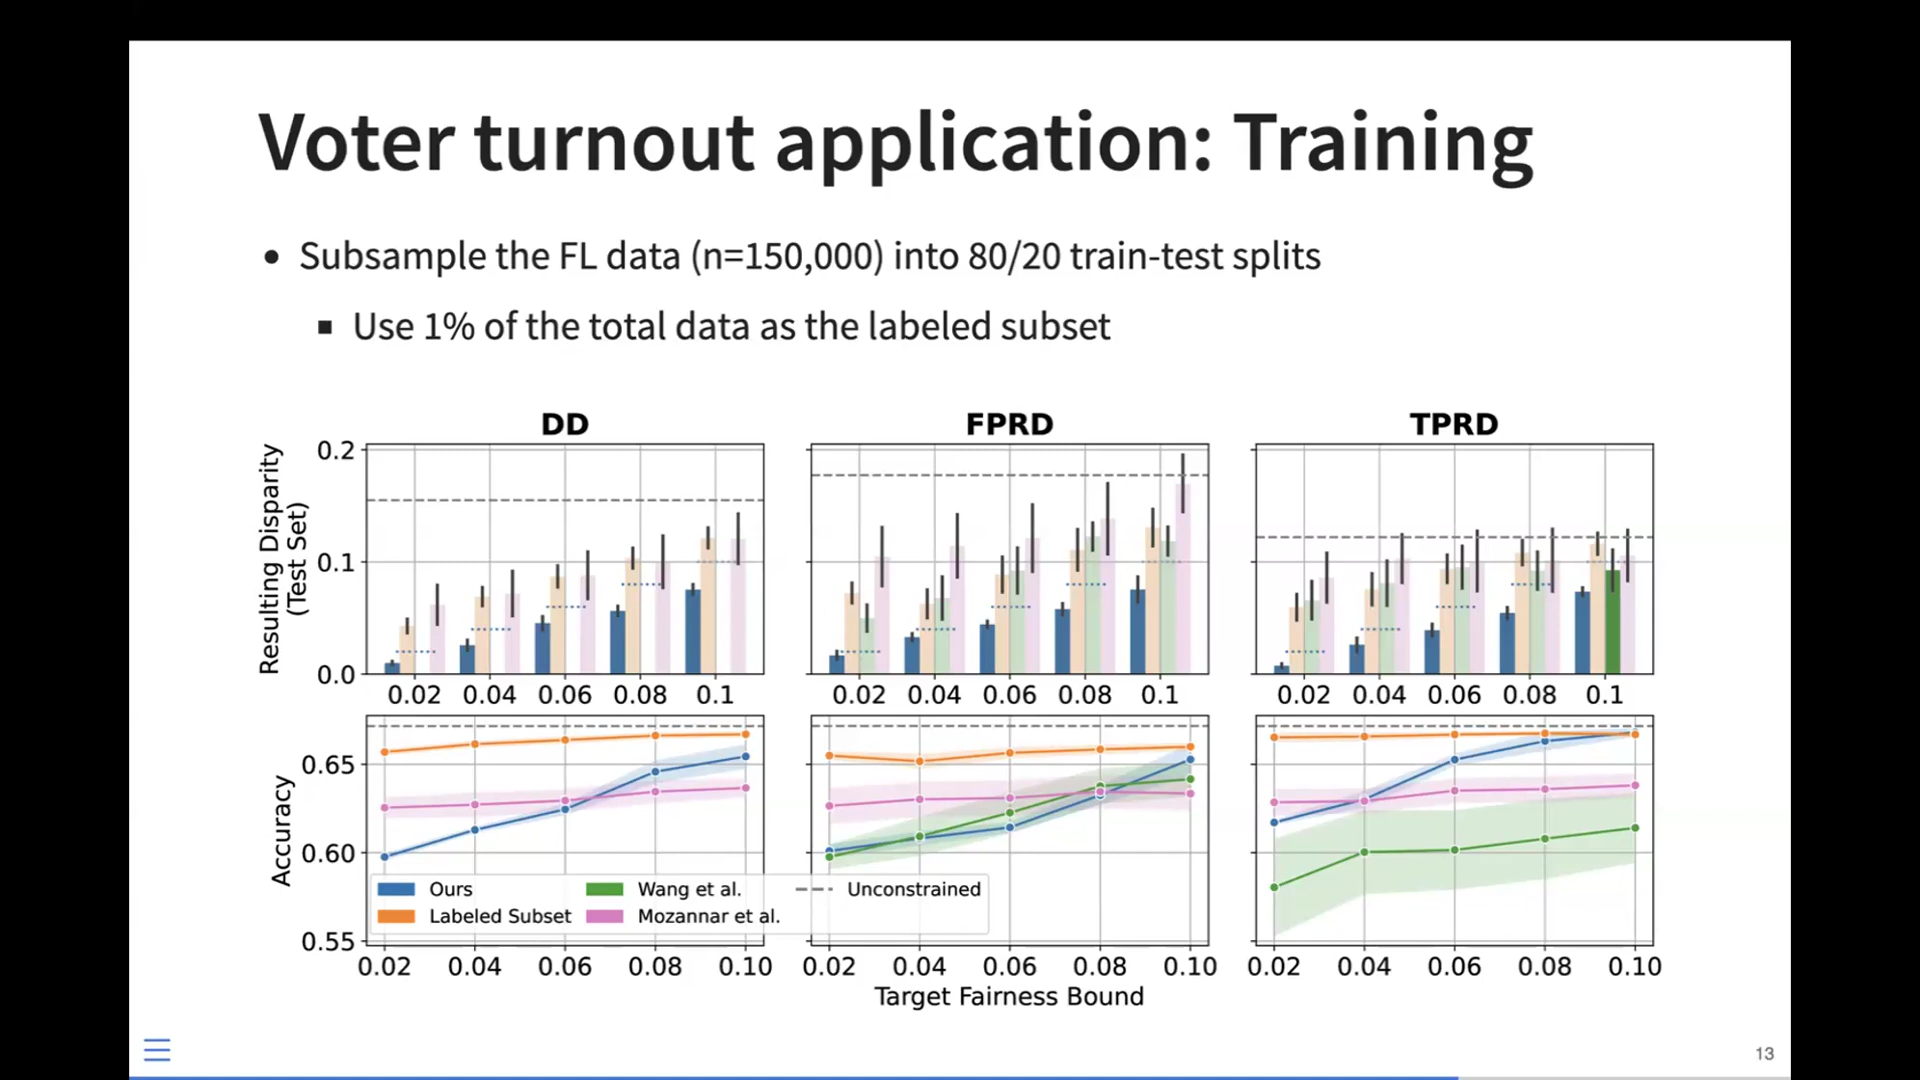 Voter turnout application: Training
• Subsample the FL data (n=150,000) into 80/20 train-test splits
▪ Use 1% of the total data as the labeled subset
DD
FPRD
TPRD
Resulting Disparity
(Test Set)
0.2
0.1
0.0
0.02 0.04 0.06 0.08 0.1
0.02 0.04 0.06 0.08 0.1
0.02 0.04 0.06 0.08 0.1
Accuracy
0.65
0.60
0.55
Ours
Labeled Subset
Wang et al.
Mozannar et al.
Unconstrained
0.02 0.04 0.06 0.08 0.10
0.02 0.04 0.06 0.08 0.10
0.02 0.04 0.06 0.08 0.10
Target Fairness Bound
13